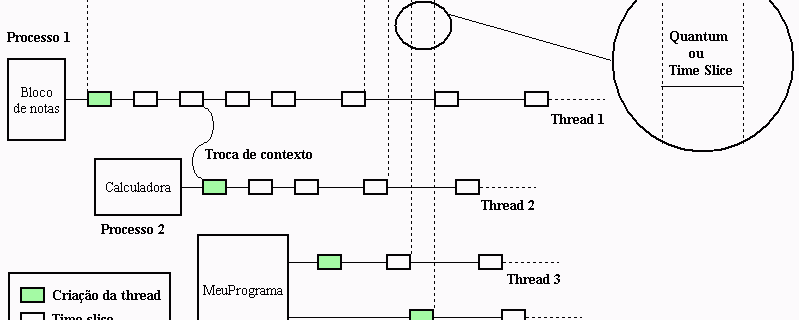 Processo 1
Quantum
ou
Time Slice
Bloco
de notas
Thread 1
Troca de contexto
Calculadora
Thread 2
Processo 2
Thread 3
MeuPrograma
Criação da thread
Time slice